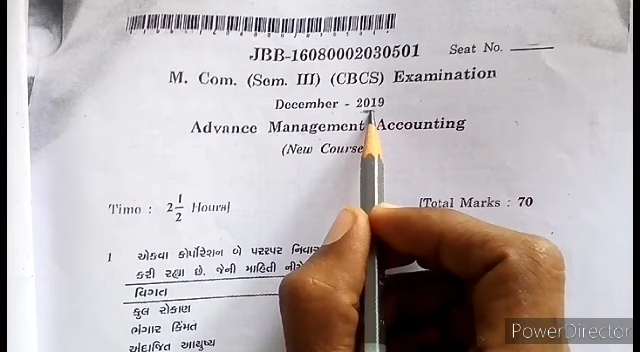 JBB-16080002030501 Seat No.
M. Com. (Sem. III) (CBCS) Examination
December - 2019
Advance Management Accounting
(New Course
Time : 2 1/2 Hours] [Total Marks : 70
1 એકવા કોર્પોરેશન બે પરસ્પર
કરી રહ્યા છે. જેની માહિતી
વિગત
કુલ રોકાણ
ભંગાર કિંમત
અંદાજિત આયુષ્ય
PowerDirector